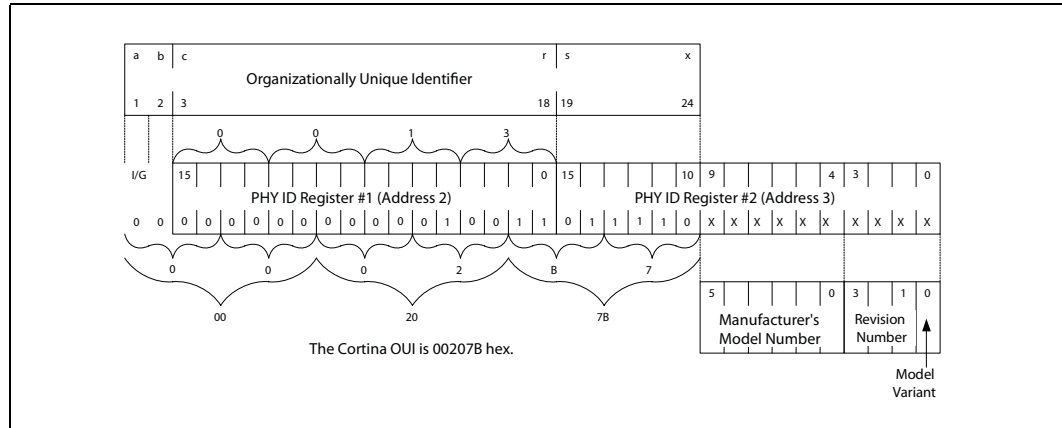 a b c r s x
Organizationally Unique Identifier
1 2 3 18 19 24
0 0 1 3
I/G 15 0 15 10 9 4 3 0
PHY ID Register #1 (Address 2) PHY ID Register #2 (Address 3)
0 0 0 0 0 0 0 0 0 0 0 0 0 1 0 0 1 1 0 1 1 1 1 0 X X X X X X X X X X
0 0 0 2 B 7
5 0 3 1 0
00 20 7B
Manufacturer's Revision
Model Number Number
The Cortina OUI is 00207B hex.
Model
Variant